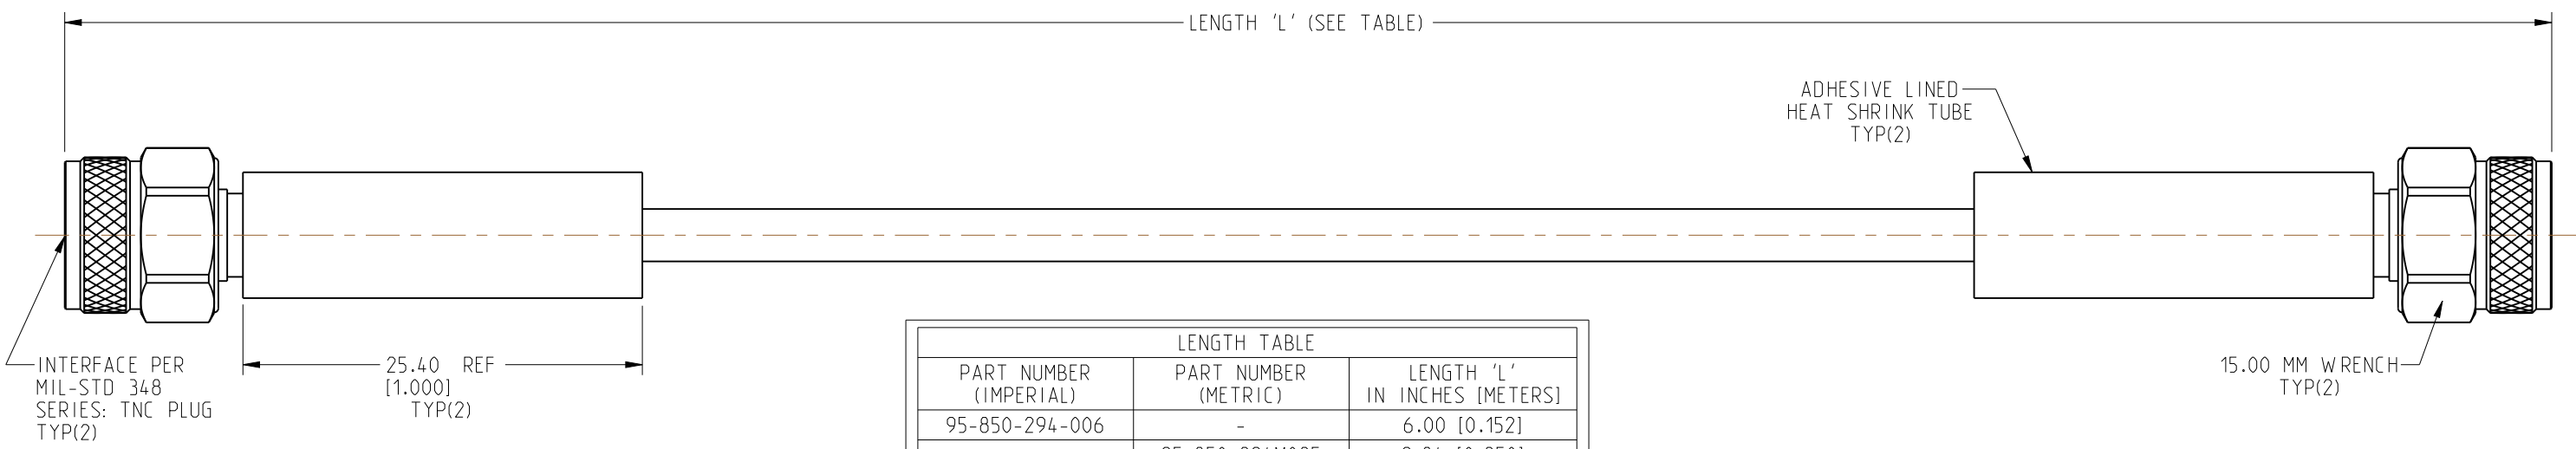 LENGTH 'L' (SEE TABLE)
ADHESIVE LINED
HEAT SHRINK TUBE
TYP(2)
INTERFACE PER
MIL-STD 348
SERIES: TNC PLUG
TYP(2)
25.40 REF
[1.000]
TYP(2)
15.00 MM WRENCH
TYP(2)
LENGTH TABLE
PART NUMBER
(IMPERIAL)
PART NUMBER
(METRIC)
LENGTH 'L'
IN INCHES [METERS]
95-850-294-006
-
6.00 [0.152]